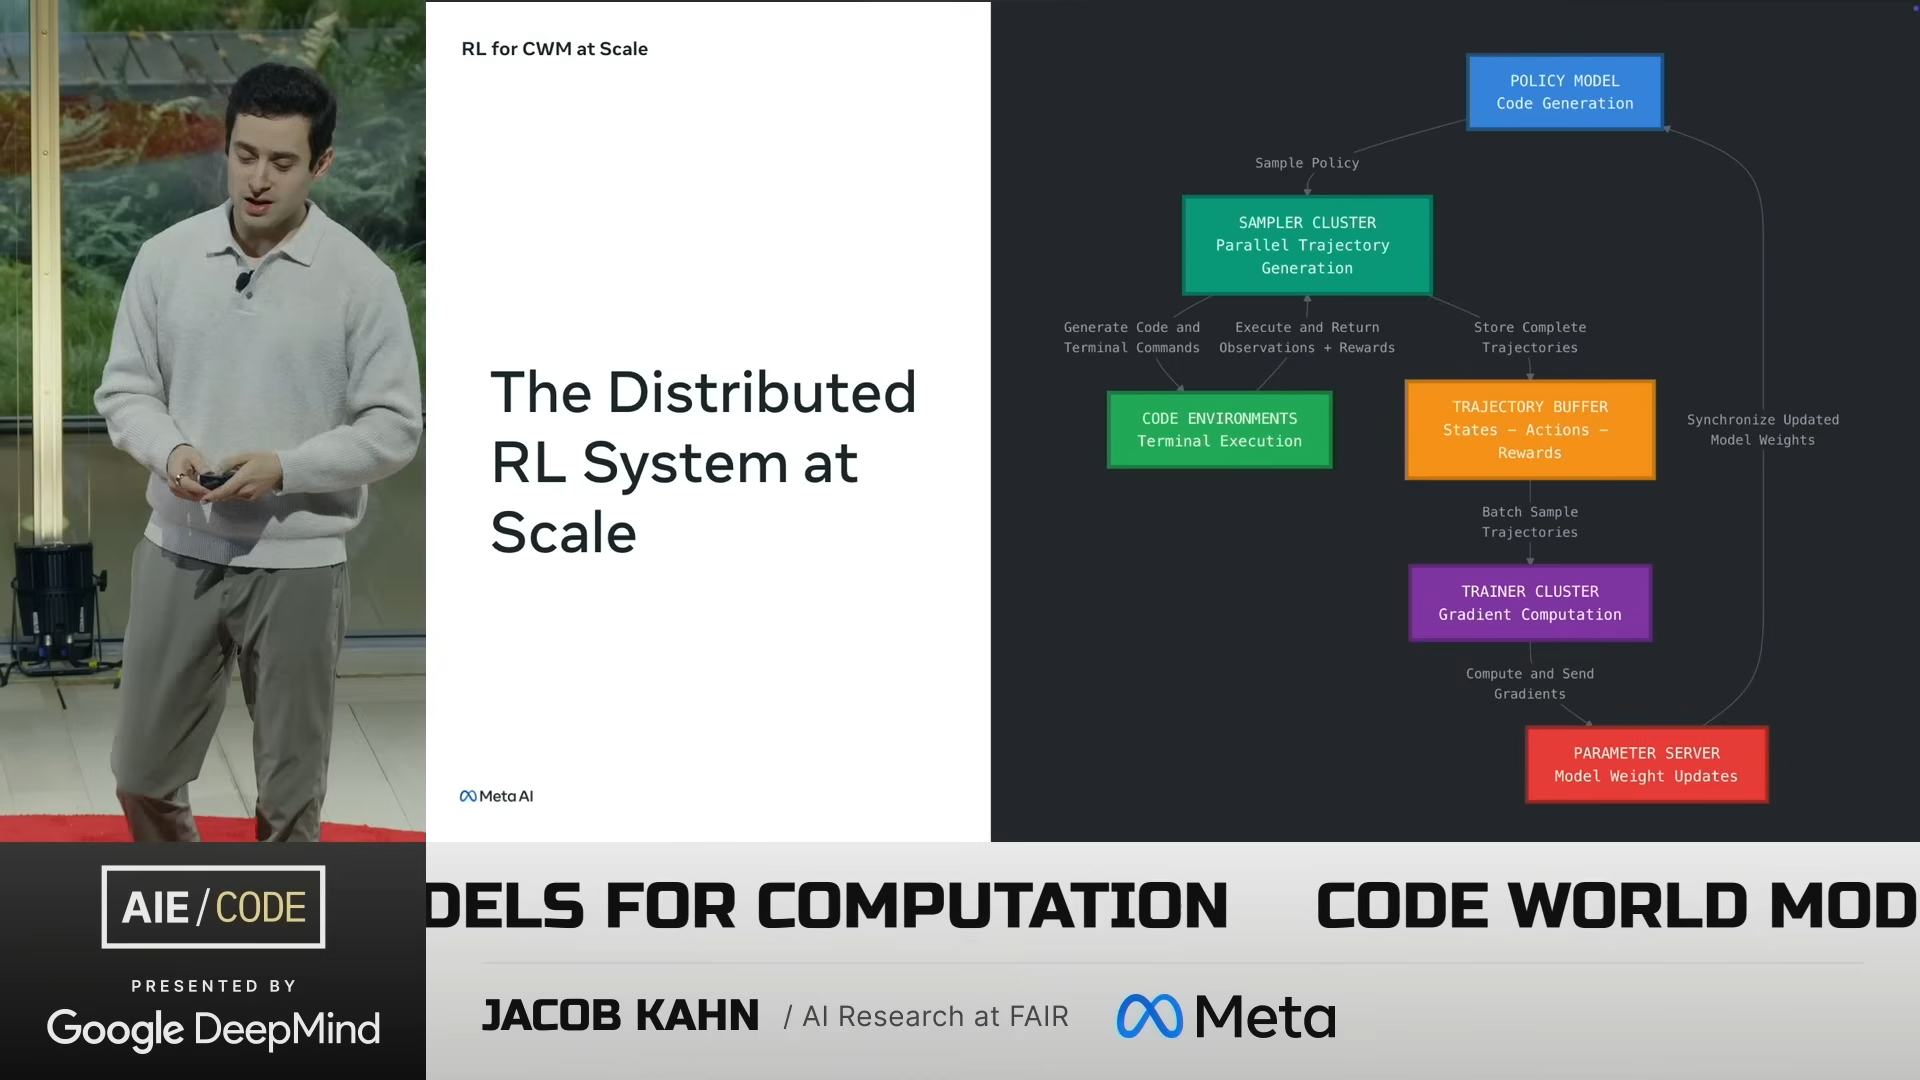 RL for CWM at Scale
The Distributed
RL System at
Scale
Meta AI
POLICY MODEL
Code Generation
Sample Policy
SAMPLER CLUSTER
Parallel Trajectory
Generation
Generate Code and
Terminal Commands
Execute and Return
Observations + Rewards
Store Complete
Trajectories
CODE ENVIRONMENTS
Terminal Execution
TRAJECTORY BUFFER
States – Actions –
Rewards
Synchronize Updated
Model Weights
Batch Sample
Trajectories
TRAINER CLUSTER
Gradient Computation
Compute and Send
Gradients
PARAMETER SERVER
Model Weight Updates
AIE/CODE
PRESENTED BY
Google DeepMind
DELS FOR COMPUTATION CODE WORLD MOD
JACOB KAHN / AI Research at FAIR Meta